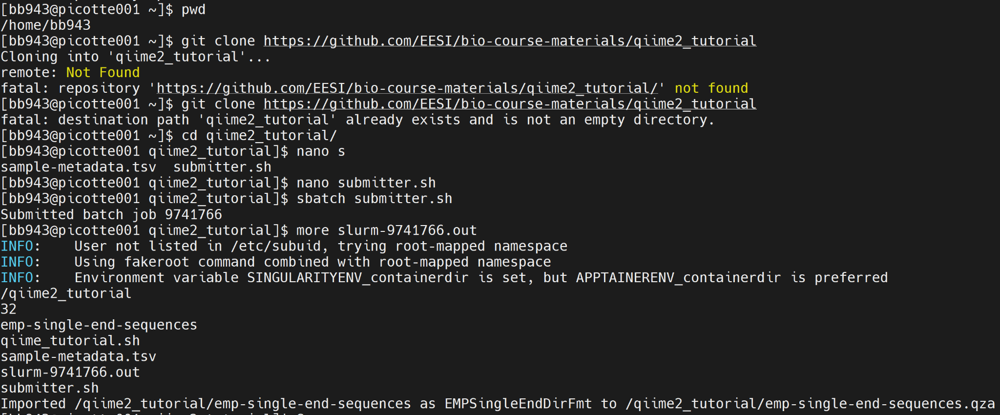 [bb943@picotte001 ~]$ pwd
/home/bb943
[bb943@picotte001 ~]$ git clone https://github.com/EESI/bio-course-materials/qiime2_tutorial
Cloning into 'qiime2_tutorial'...
remote: Not Found
fatal: repository 'https://github.com/EESI/bio-course-materials/qiime2_tutorial/' not found
[bb943@picotte001 ~]$ git clone https://github.com/EESI/bio-course-materials/qiime2_tutorial
fatal: destination path 'qiime2_tutorial' already exists and is not an empty directory.
[bb943@picotte001 ~]$ cd qiime2_tutorial/
[bb943@picotte001 qiime2_tutorial]$ nano s
sample-metadata.tsv  submitter.sh
[bb943@picotte001 qiime2_tutorial]$ nano submitter.sh
[bb943@picotte001 qiime2_tutorial]$ sbatch submitter.sh
Submitted batch job 9741766
[bb943@picotte001 qiime2_tutorial]$ more slurm-9741766.out
INFO:    User not listed in /etc/subuid, trying root-mapped namespace
INFO:    Using fakeroot command combined with root-mapped namespace
INFO:    Environment variable SINGULARITYENV_containerdir is set, but APPTAINERENV_containerdir is preferred
/qiime2_tutorial
32
emp-single-end-sequences
qiime_tutorial.sh
sample-metadata.tsv
slurm-9741766.out
submitter.sh
Imported /qiime2_tutorial/emp-single-end-sequences as EMPSingleEndDirFmt to /qiime2_tutorial/emp-single-end-sequences.qza